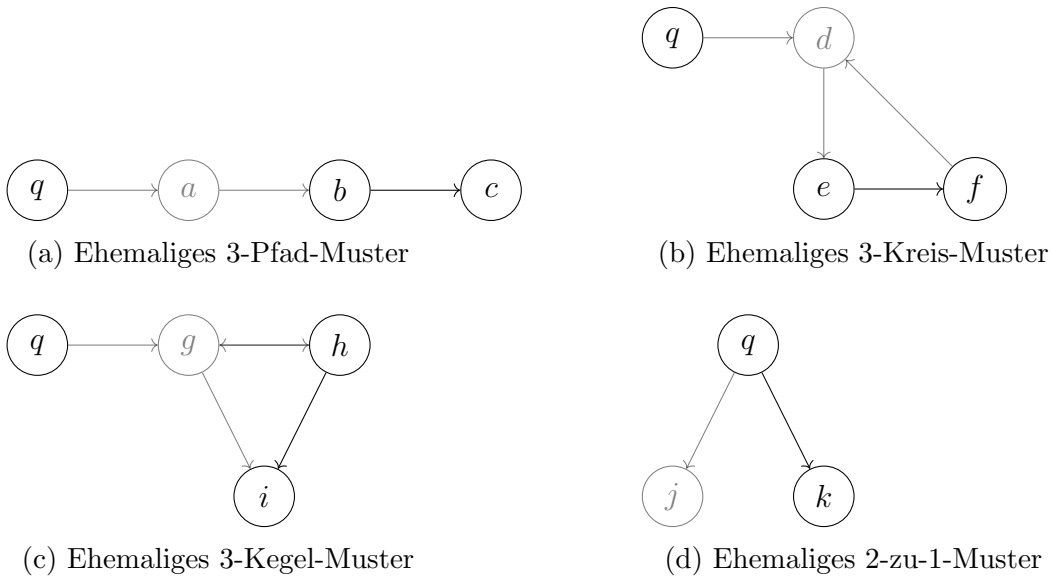 q a b c
(a) Ehemaliges 3-Pfad-Muster
q d
e f
(b) Ehemaliges 3-Kreis-Muster
q g h
i
(c) Ehemaliges 3-Kegel-Muster
q
j k
(d) Ehemaliges 2-zu-1-Muster